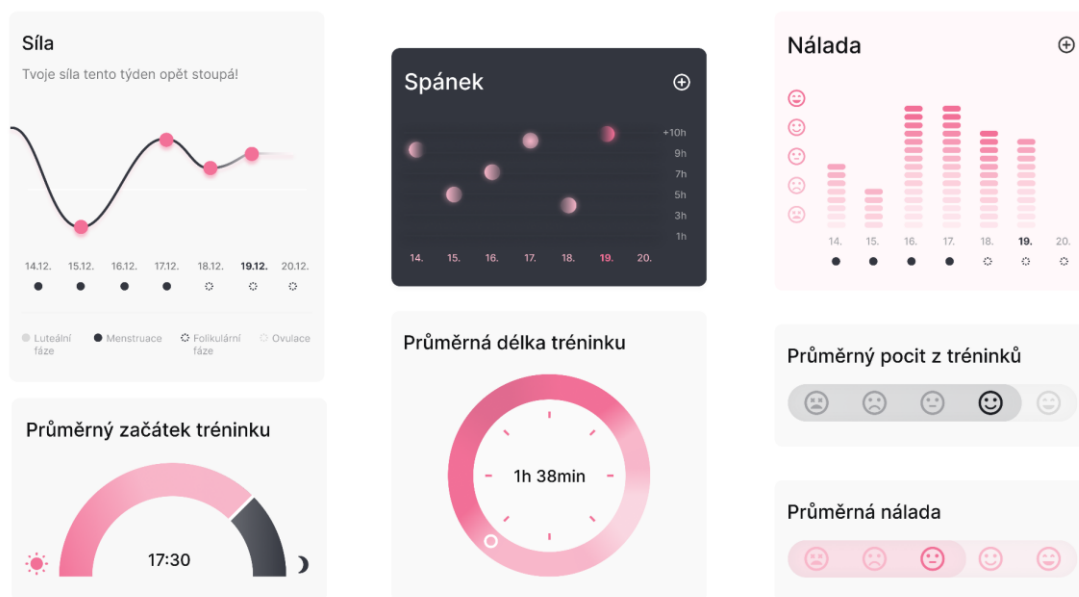 Síla
Tvoje síla tento týden opět stoupá!
14.12. 15.12. 16.12. 17.12. 18.12. 19.12. 20.12.
Luteální fáze
Menstruace
Folikulární fáze
Ovulace
Průměrný začátek tréninku
17:30
Spánek
+10h
9h
7h
5h
3h
1h
14. 15. 16. 17. 18. 19. 20.
Průměrná délka tréninku
1h 38min
Nálada
14. 15. 16. 17. 18. 19. 20.
Průměrný pocit z tréninků
Průměrná nálada